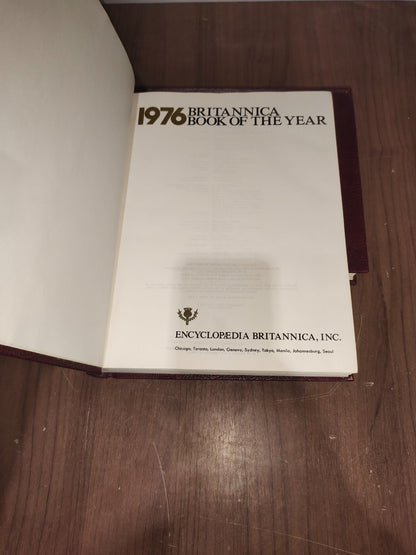 1976 BRITANNICA
BOOK OF THE YEAR
ENCYCLOPÆDIA BRITANNICA, INC.
Chicago, Toronto, London, Geneva, Sydney, Tokyo, Manila, Johannesburg, Seoul